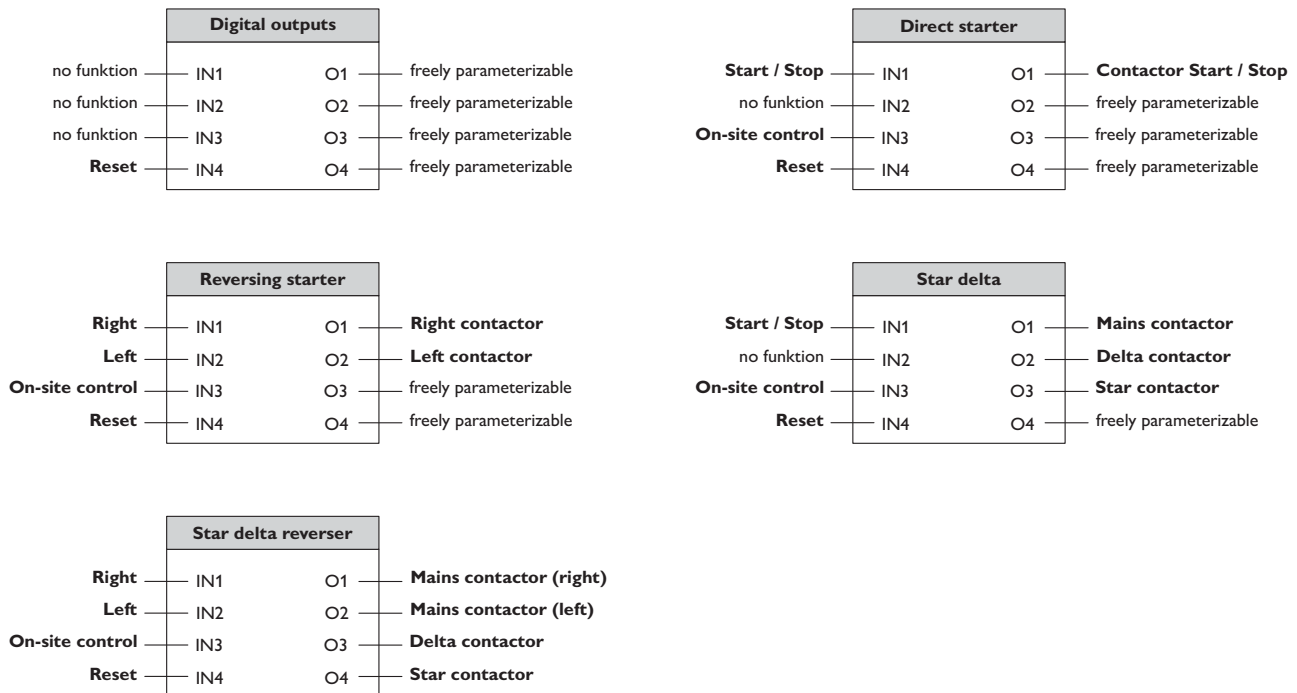 Digital outputs
no funktion IN1 O1 freely parameterizable
no funktion IN2 O2 freely parameterizable
no funktion IN3 O3 freely parameterizable
Reset IN4 O4 freely parameterizable
Direct starter
Start / Stop IN1 O1 Contactor Start / Stop
no funktion IN2 O2 freely parameterizable
On-site control IN3 O3 freely parameterizable
Reset IN4 O4 freely parameterizable
Reversing starter
Right IN1 O1 Right contactor
Left IN2 O2 Left contactor
On-site control IN3 O3 freely parameterizable
Reset IN4 O4 freely parameterizable
Star delta
Start / Stop IN1 O1 Mains contactor
no funktion IN2 O2 Delta contactor
On-site control IN3 O3 Star contactor
Reset IN4 O4 freely parameterizable
Star delta reverser
Right IN1 O1 Mains contactor (right)
Left IN2 O2 Mains contactor (left)
On-site control IN3 O3 Delta contactor
Reset IN4 O4 Star contactor